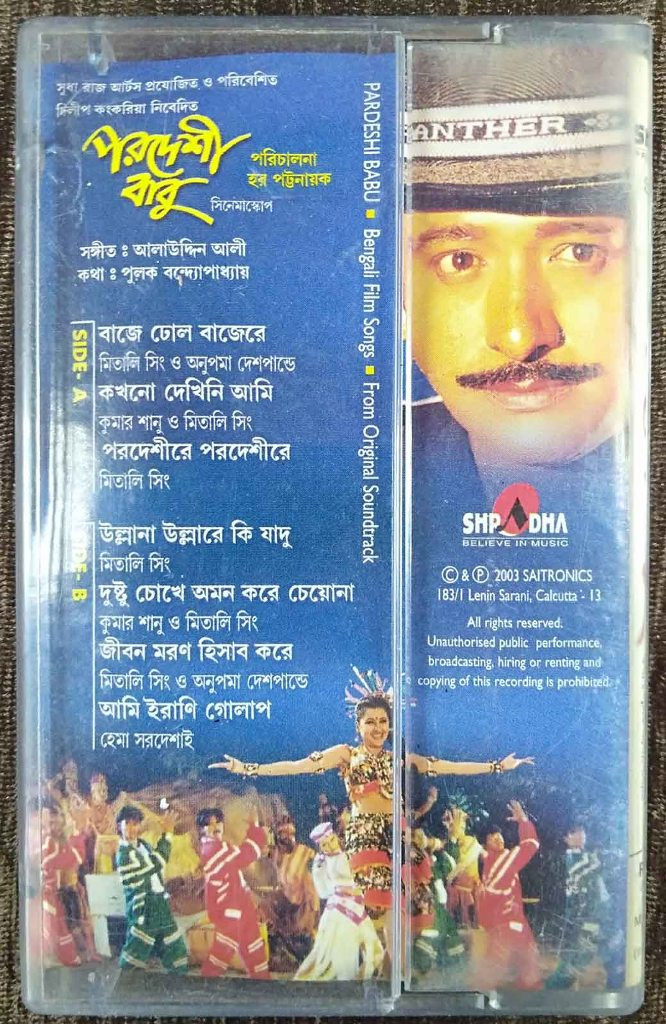 সুধা রাজ আর্টস প্রযোজিত ও পরিবেশিত
দিলীপ কংকরিয়া নিবেদিত
পরদেশী
বাবু
পরিচালনা
হর পট্টনায়ক
সিনেমাস্কোপ
সঙ্গীত : আলাউদ্দিন আলী
কথা : পুলক বন্দ্যোপাধ্যায়
SIDE- A
বাজে ঢোল বাজেরে
মিতালি সিং ও অনুপমা দেশপান্ডে
কখনো দেখিনি আমি
কুমার শানু ও মিতালি সিং
পরদেশীরে পরদেশীরে
মিতালি সিং
SIDE- B
উল্লানা উল্লারে কি যাদু
মিতালি সিং
দুষ্টু চোখে অমন করে চেয়োনা
কুমার শানু ও মিতালি সিং
জীবন মরণ হিসাব করে
মিতালি সিং ও অনুপমা দেশপান্ডে
আমি ইরাণি গোলাপ
হেমা সরদেশাই
PARDESHI BABU ■ Bengali Film Songs ■ From Original Soundtrack
ANTHER
SHRADHA
BELIEVE IN MUSIC
© & ℗ 2003 SAITRONICS
183/1 Lenin Sarani, Calcutta - 13
All rights reserved.
Unauthorised public performance,
broadcasting, hiring or renting and
copying of this recording is prohibited.